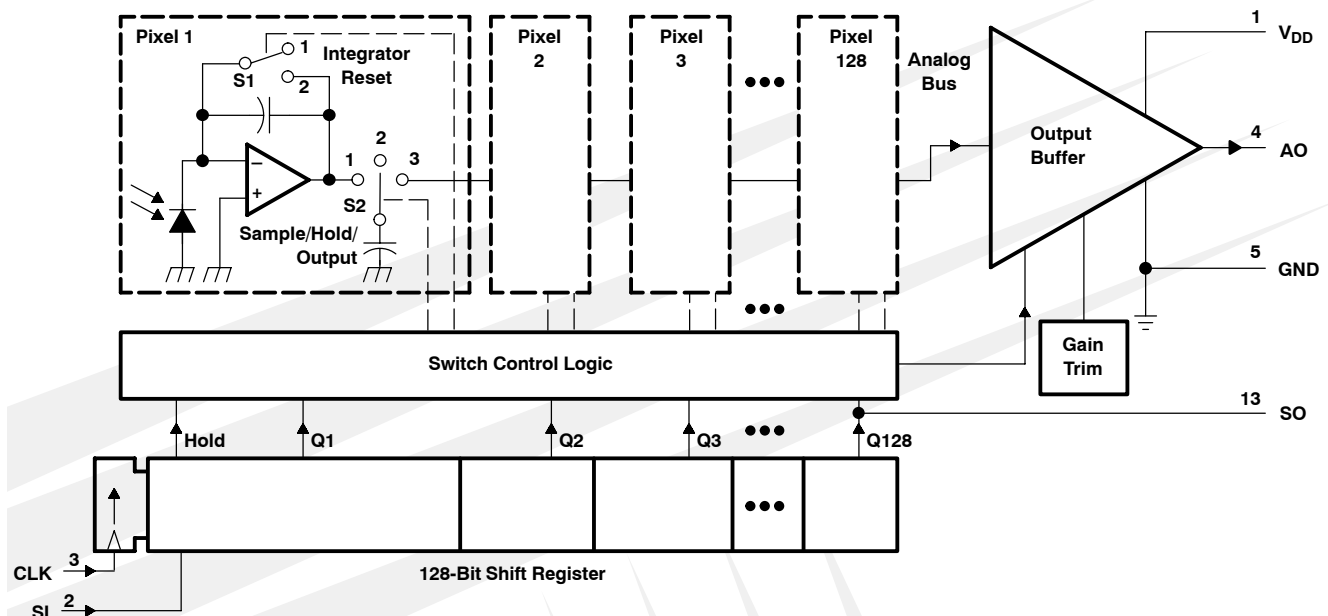 Pixel 1
1
Integrator
Reset
S1
2
–
+
1
2
3
S2
Sample/Hold/
Output
Pixel
2
Pixel
3
Pixel
128
Analog
Bus
Output
Buffer
1
VDD
4
AO
5
GND
Gain
Trim
Switch Control Logic
13
SO
Hold
Q1
Q2
Q3
Q128
CLK
3
128-Bit Shift Register
SI
2